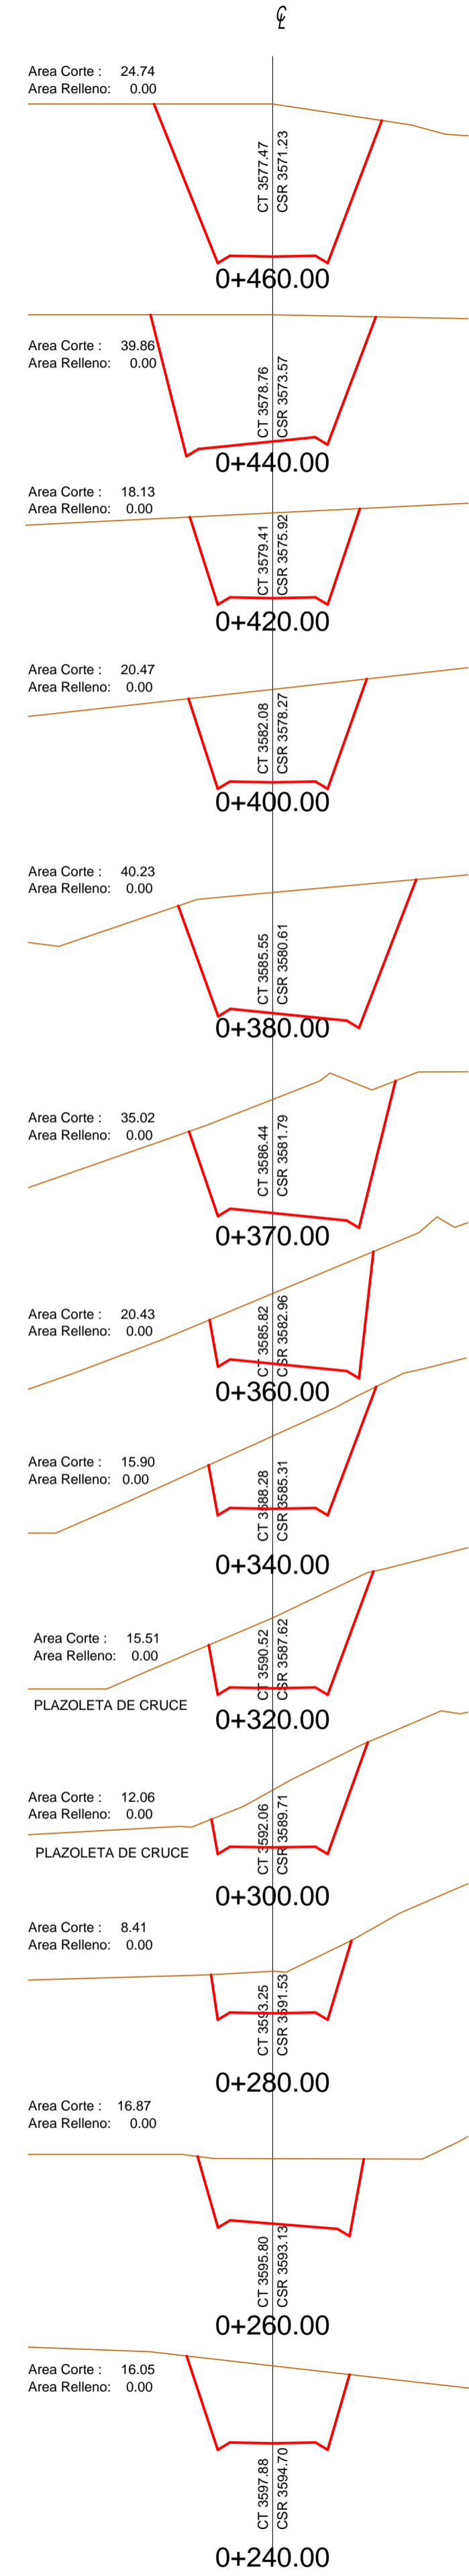 CL
Area Corte : 24.74
Area Relleno: 0.00
CT 3577.47
CSR 3571.23
0+460.00
Area Corte : 39.86
Area Relleno: 0.00
CT 3578.76
CSR 3573.57
0+440.00
Area Corte : 18.13
Area Relleno: 0.00
CT 3579.41
CSR 3575.92
0+420.00
Area Corte : 20.47
Area Relleno: 0.00
CT 3582.08
CSR 3578.27
0+400.00
Area Corte : 40.23
Area Relleno: 0.00
CT 3585.55
CSR 3580.61
0+380.00
Area Corte : 35.02
Area Relleno: 0.00
CT 3586.44
CSR 3581.79
0+370.00
Area Corte : 20.43
Area Relleno: 0.00
CT 3585.82
CSR 3582.96
0+360.00
Area Corte : 15.90
Area Relleno: 0.00
CT 3588.28
CSR 3585.31
0+340.00
Area Corte : 15.51
Area Relleno: 0.00
PLAZOLETA DE CRUCE
CT 3590.52
CSR 3587.62
0+320.00
Area Corte : 12.06
Area Relleno: 0.00
PLAZOLETA DE CRUCE
CT 3592.06
CSR 3589.71
0+300.00
Area Corte : 8.41
Area Relleno: 0.00
CT 3593.25
CSR 3591.53
0+280.00
Area Corte : 16.87
Area Relleno: 0.00
CT 3595.80
CSR 3593.13
0+260.00
Area Corte : 16.05
Area Relleno: 0.00
CT 3597.88
CSR 3594.70
0+240.00